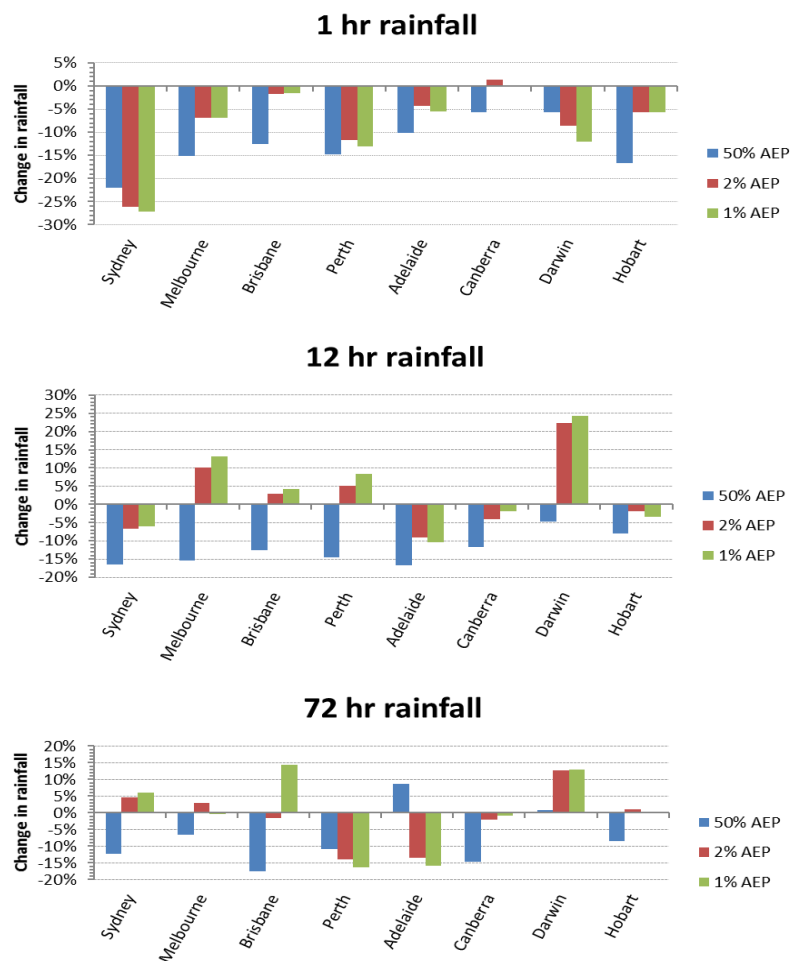 1 hr rainfall
Change in rainfall
5%
0%
-5%
-10%
-15%
-20%
-25%
-30%
Sydney
Melbourne
Brisbane
Perth
Adelaide
Canberra
Darwin
Hobart
50% AEP
2% AEP
1% AEP
12 hr rainfall
Change in rainfall
30%
25%
20%
15%
10%
5%
0%
-5%
-10%
-15%
-20%
Sydney
Melbourne
Brisbane
Perth
Adelaide
Canberra
Darwin
Hobart
50% AEP
2% AEP
1% AEP
72 hr rainfall
Change in rainfall
20%
15%
10%
5%
0%
-5%
-10%
-15%
-20%
Sydney
Melbourne
Brisbane
Perth
Adelaide
Canberra
Darwin
Hobart
50% AEP
2% AEP
1% AEP